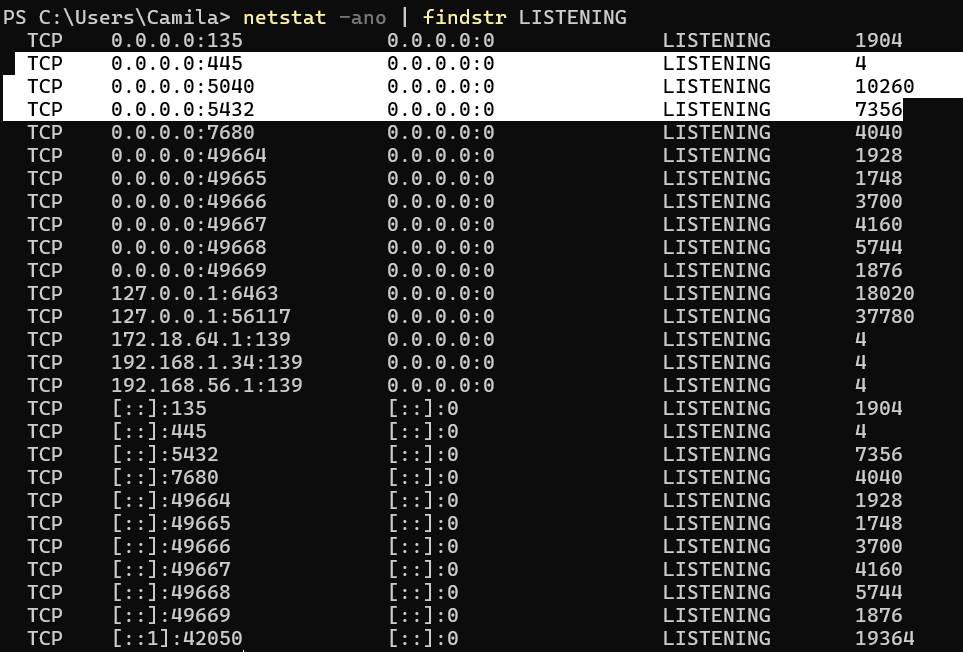 PS C:\Users\Camila> netstat -ano | findstr LISTENING
  TCP    0.0.0.0:135            0.0.0.0:0              LISTENING       1904
  TCP    0.0.0.0:445            0.0.0.0:0              LISTENING       4
  TCP    0.0.0.0:5040           0.0.0.0:0              LISTENING       10260
  TCP    0.0.0.0:5432           0.0.0.0:0              LISTENING       7356
  TCP    0.0.0.0:7680           0.0.0.0:0              LISTENING       4040
  TCP    0.0.0.0:49664          0.0.0.0:0              LISTENING       1928
  TCP    0.0.0.0:49665          0.0.0.0:0              LISTENING       1748
  TCP    0.0.0.0:49666          0.0.0.0:0              LISTENING       3700
  TCP    0.0.0.0:49667          0.0.0.0:0              LISTENING       4160
  TCP    0.0.0.0:49668          0.0.0.0:0              LISTENING       5744
  TCP    0.0.0.0:49669          0.0.0.0:0              LISTENING       1876
  TCP    127.0.0.1:6463         0.0.0.0:0              LISTENING       18020
  TCP    127.0.0.1:56117        0.0.0.0:0              LISTENING       37780
  TCP    172.18.64.1:139        0.0.0.0:0              LISTENING       4
  TCP    192.168.1.34:139       0.0.0.0:0              LISTENING       4
  TCP    192.168.56.1:139       0.0.0.0:0              LISTENING       4
  TCP    [::]:135               [::]:0                 LISTENING       1904
  TCP    [::]:445               [::]:0                 LISTENING       4
  TCP    [::]:5432              [::]:0                 LISTENING       7356
  TCP    [::]:7680              [::]:0                 LISTENING       4040
  TCP    [::]:49664             [::]:0                 LISTENING       1928
  TCP    [::]:49665             [::]:0                 LISTENING       1748
  TCP    [::]:49666             [::]:0                 LISTENING       3700
  TCP    [::]:49667             [::]:0                 LISTENING       4160
  TCP    [::]:49668             [::]:0                 LISTENING       5744
  TCP    [::]:49669             [::]:0                 LISTENING       1876
  TCP    [::1]:42050            [::]:0                 LISTENING       19364